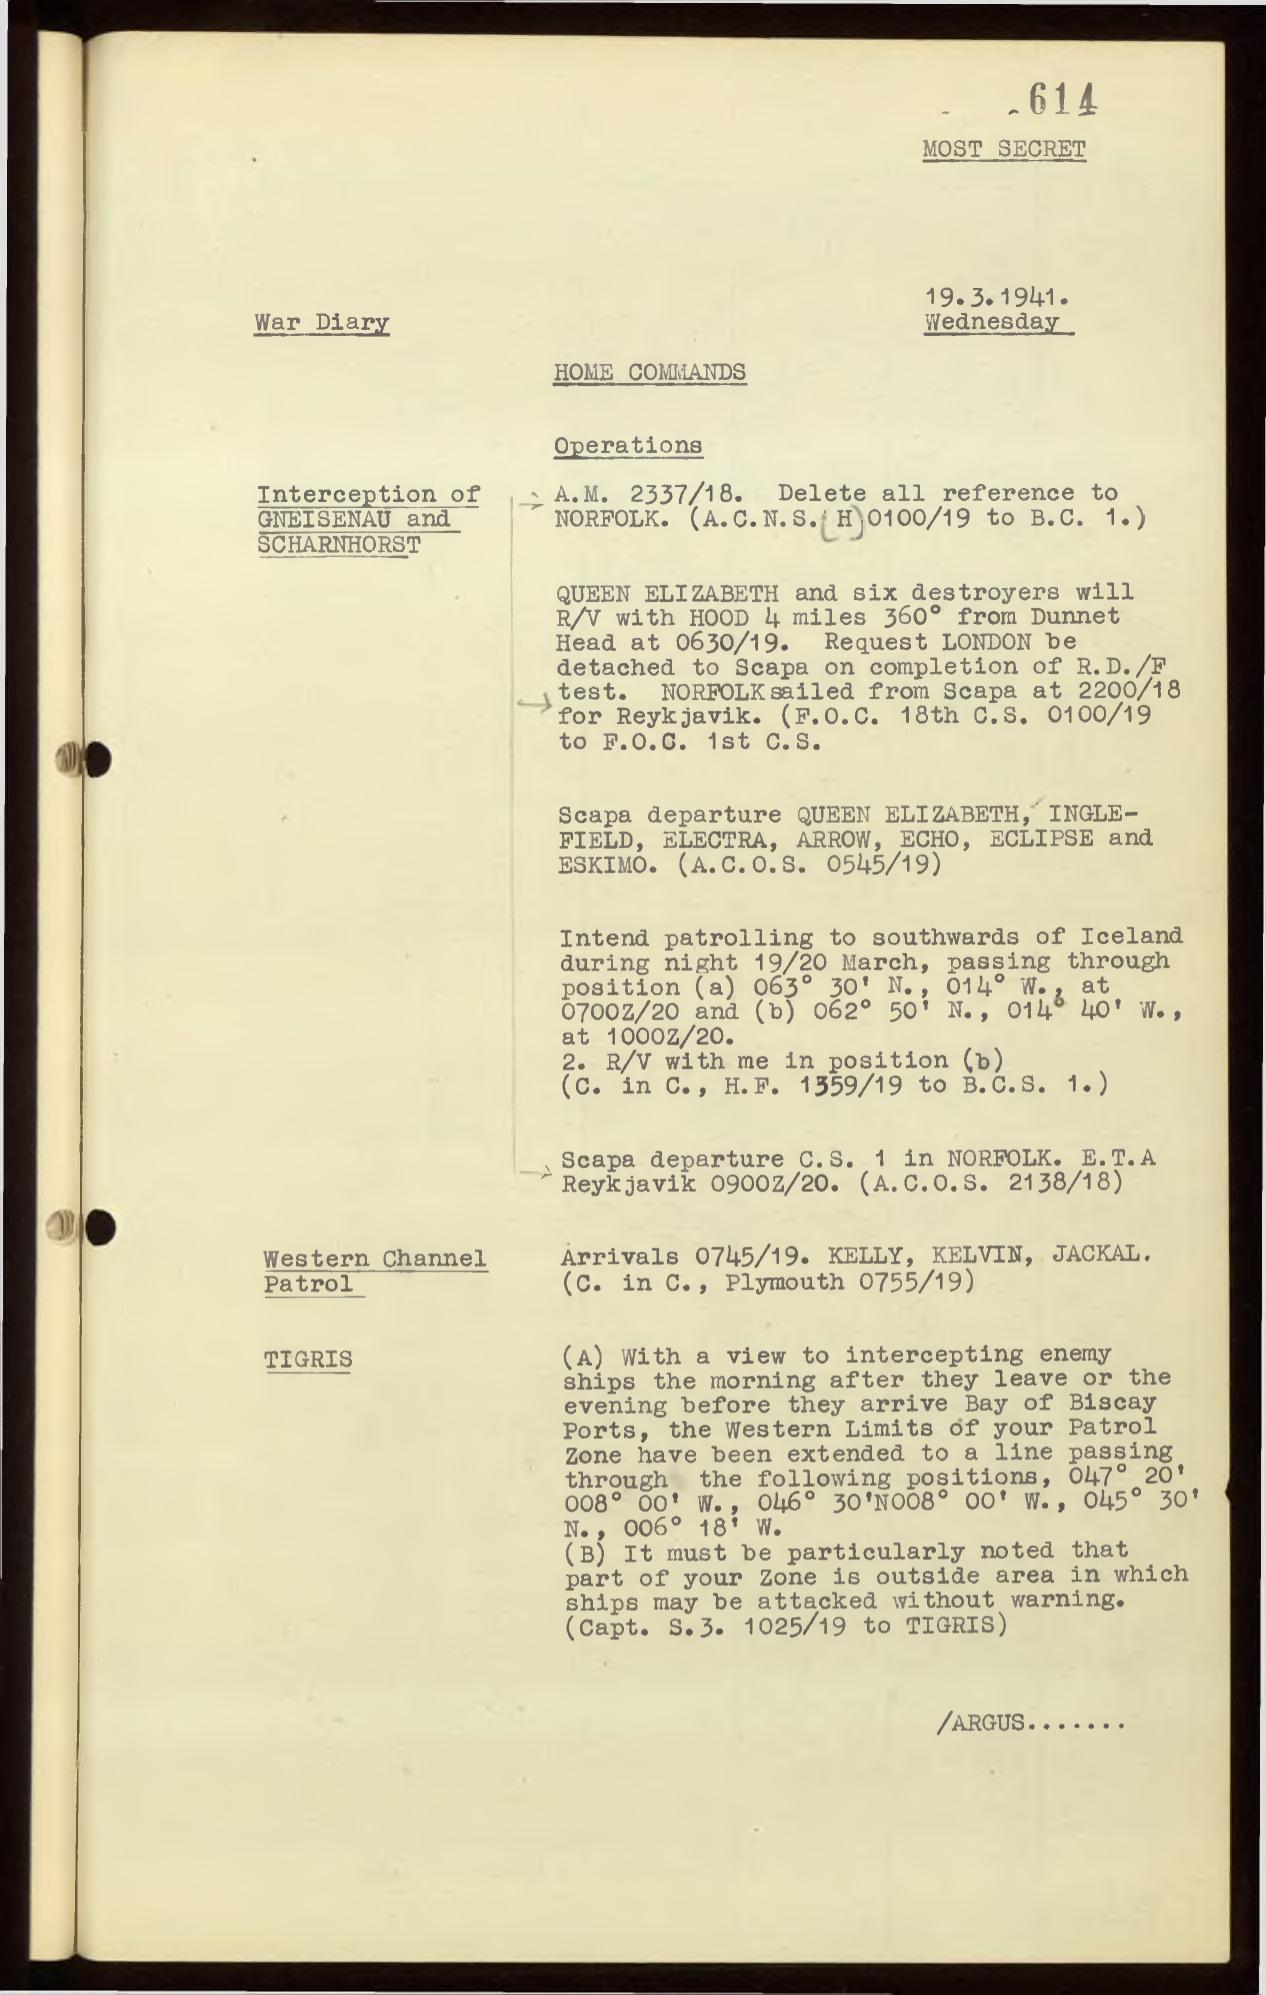 614
MOST SECRET
19.3.1941.
War Diary
Wednesday
HOME COMMANDS
Operations
Interception of
GNEISENAU and
SCHARNHORST
A.M. 2337/18. Delete all reference to
NORFOLK. (A.C.N.S.(H)0100/19 to B.C. 1.)
QUEEN ELIZABETH and six destroyers will
R/V with HOOD 4 miles 360° from Dunnet
Head at 0630/19. Request LONDON be
detached to Scapa on completion of R.D./F
test. NORFOLK sailed from Scapa at 2200/18
for Reykjavik. (F.O.C. 18th C.S. 0100/19
to F.O.C. 1st C.S.
Scapa departure QUEEN ELIZABETH, INGLE-
FIELD, ELECTRA, ARROW, ECHO, ECLIPSE and
ESKIMO. (A.C.O.S. 0545/19)
Intend patrolling to southwards of Iceland
during night 19/20 March, passing through
position (a) 063° 30' N., 014° W., at
0700Z/20 and (b) 062° 50' N., 014° 40' W.,
at 1000Z/20.
2. R/V with me in position (b)
(C. in C., H.F. 1359/19 to B.C.S. 1.)
Scapa departure C.S. 1 in NORFOLK. E.T.A
Reykjavik 0900Z/20. (A.C.O.S. 2138/18)
Western Channel
Patrol
Arrivals 0745/19. KELLY, KELVIN, JACKAL.
(C. in C., Plymouth 0755/19)
TIGRIS
(A) With a view to intercepting enemy
ships the morning after they leave or the
evening before they arrive Bay of Biscay
Ports, the Western Limits of your Patrol
Zone have been extended to a line passing
through the following positions, 047° 20'
008° 00' W., 046° 30'N008° 00' W., 045° 30'
N., 006° 18' W.
(B) It must be particularly noted that
part of your Zone is outside area in which
ships may be attacked without warning.
(Capt. S.3. 1025/19 to TIGRIS)
/ARGUS.......